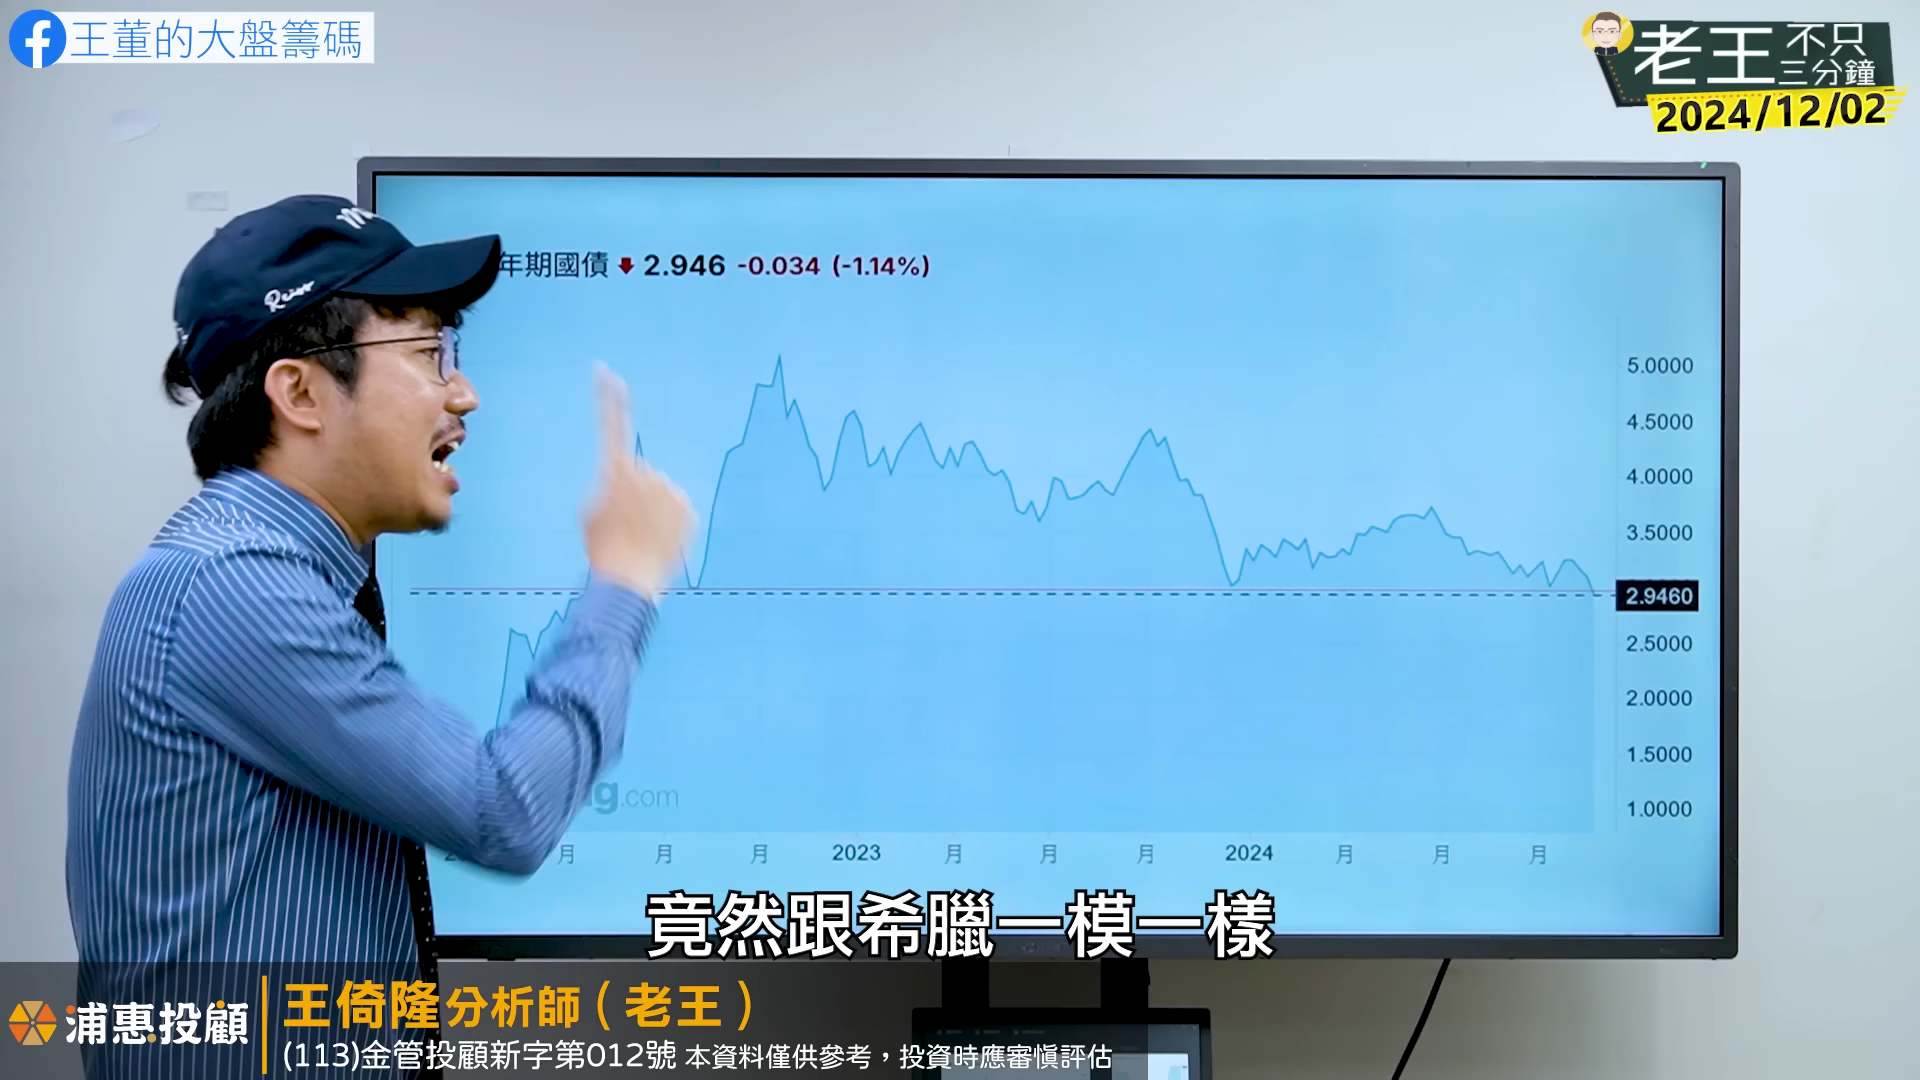 王董的大盤籌碼
老王不只三分鐘
2024/12/02
年期國債 2.946 -0.034 (-1.14%)
5.0000
4.5000
4.0000
3.5000
2.9460
2.5000
2.0000
1.5000
1.0000
g.com
月 月 月 2023 月 月 月 2024 月 月 月
竟然跟希臘一模一樣
浦惠投顧
王倚隆分析師(老王)
(113)金管投顧新字第012號 本資料僅供參考,投資時應審慎評估